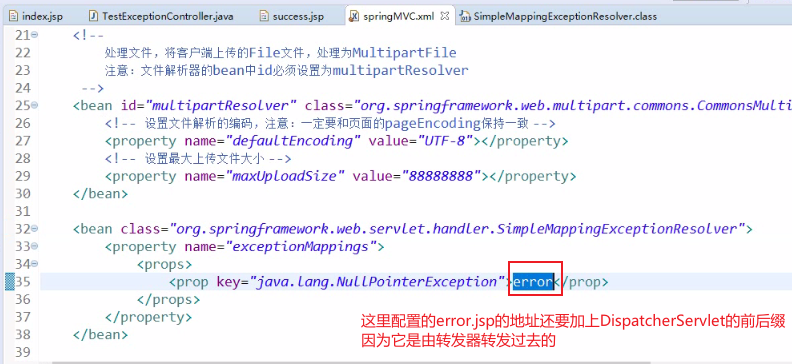 index.jsp TestExceptionController.java success.jsp springMVC.xml SimpleMappingExceptionResolver.class
21 <!--
22 处理文件，将客户端上传的File文件，处理为MultipartFile
23 注意：文件解析器的bean中id必须设置为multipartResolver
24 -->
25 <bean id="multipartResolver" class="org.springframework.web.multipart.commons.CommonsMulti
26 <!-- 设置文件解析的编码，注意：一定要和页面的pageEncoding保持一致 -->
27 <property name="defaultEncoding" value="UTF-8"></property>
28 <!-- 设置最大上传文件大小 -->
29 <property name="maxUploadSize" value="88888888"></property>
30 </bean>
31
32 <bean class="org.springframework.web.servlet.handler.SimpleMappingExceptionResolver">
33 <property name="exceptionMappings">
34 <props>
35 <prop key="java.lang.NullPointerException">error</prop>
36 </props>
37 </property>
38 </bean>
39
这里配置的error.jsp的地址还要加上DispatcherServlet的前后缀
因为它是由转发器转发过去的